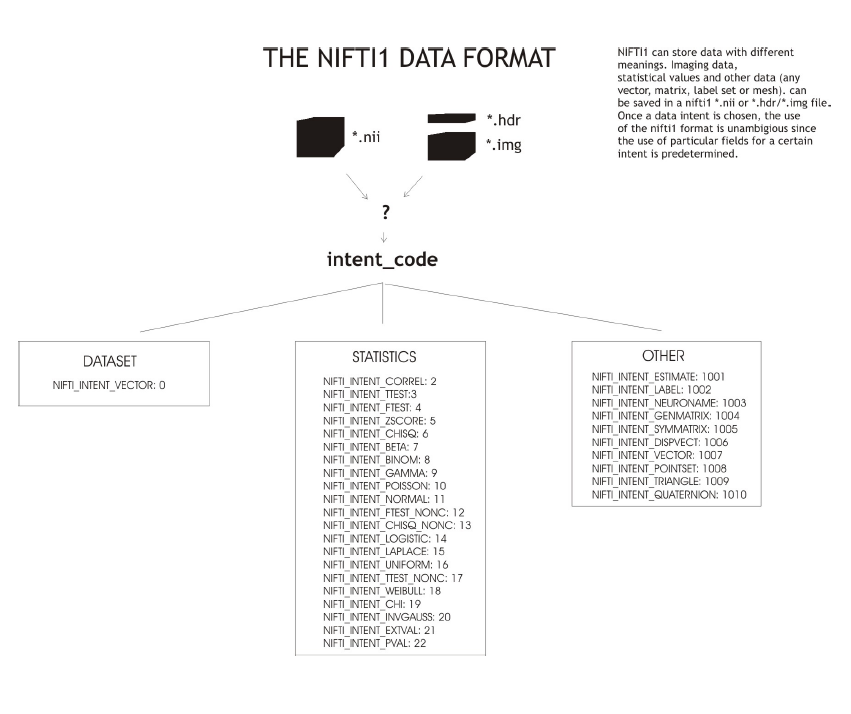 THE NIFTI1 DATA FORMAT
NIFTI1 can store data with different
meanings. Imaging data,
statistical values and other data (any
vector, matrix, label set or mesh). can
be saved in a nifti1 *.nii or *.hdr/*.img file.
Once a data intent is chosen, the use
of the nifti1 format is unambigious since
the use of particular fields for a certain
intent is predetermined.
*.nii
*.hdr
*.img
?
intent_code
DATASET
NIFTI_INTENT_VECTOR: 0
STATISTICS
NIFTI_INTENT_CORREL: 2
NIFTI_INTENT_TTEST:3
NIFTI_INTENT_FTEST: 4
NIFTI_INTENT_ZSCORE: 5
NIFTI_INTENT_CHISQ: 6
NIFTI_INTENT_BETA: 7
NIFTI_INTENT_BINOM: 8
NIFTI_INTENT_GAMMA: 9
NIFTI_INTENT_POISSON: 10
NIFTI_INTENT_NORMAL: 11
NIFTI_INTENT_FTEST_NONC: 12
NIFTI_INTENT_CHISQ_NONC: 13
NIFTI_INTENT_LOGISTIC: 14
NIFTI_INTENT_LAPLACE: 15
NIFTI_INTENT_UNIFORM: 16
NIFTI_INTENT_TTEST_NONC: 17
NIFTI_INTENT_WEIBULL: 18
NIFTI_INTENT_CHI: 19
NIFTI_INTENT_INVGAUSS: 20
NIFTI_INTENT_EXTVAL: 21
NIFTI_INTENT_PVAL: 22
OTHER
NIFTI_INTENT_ESTIMATE: 1001
NIFTI_INTENT_LABEL: 1002
NIFTI_INTENT_NEURONAME: 1003
NIFTI_INTENT_GENMATRIX: 1004
NIFTI_INTENT_SYMMATRIX: 1005
NIFTI_INTENT_DISPVECT: 1006
NIFTI_INTENT_VECTOR: 1007
NIFTI_INTENT_POINTSET: 1008
NIFTI_INTENT_TRIANGLE: 1009
NIFTI_INTENT_QUATERNION: 1010